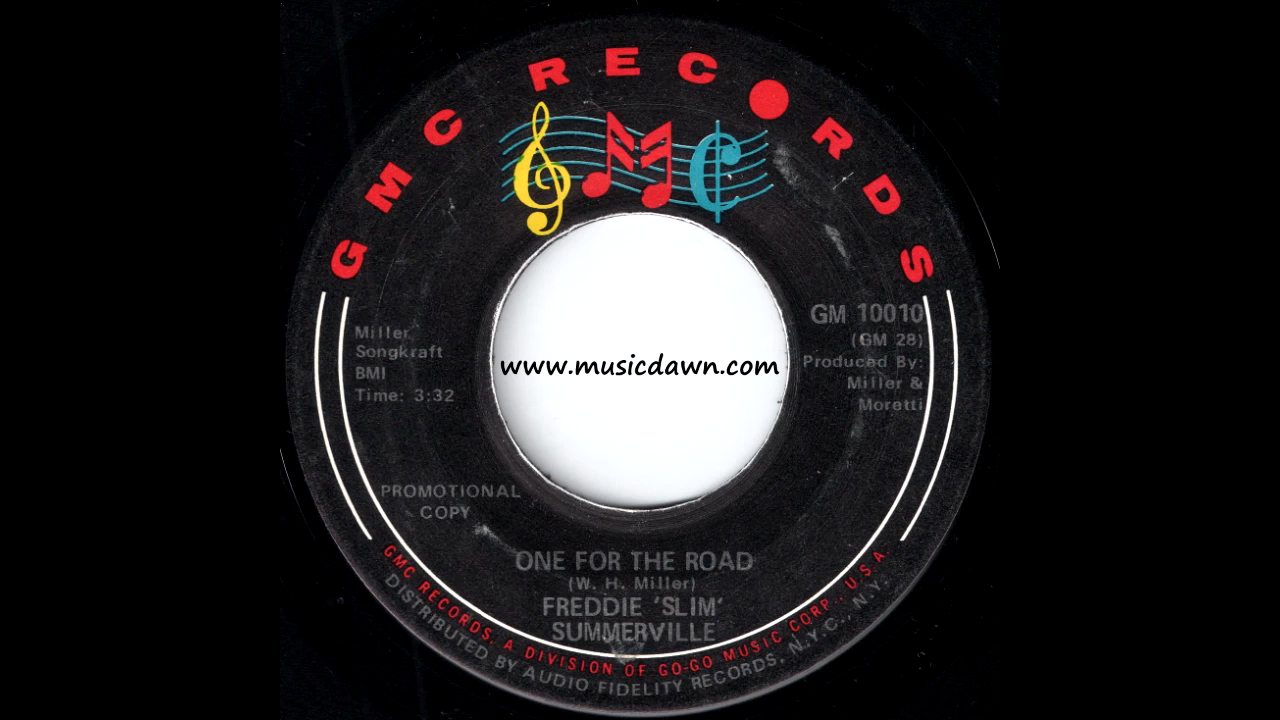 GMC RECORDS
MC
Miller
Songkraft
BMI
Time: 3:32
GM 10010
(GM 28)
Produced By:
Miller &
Moretti
www.musicdawn.com
PROMOTIONAL
COPY
ONE FOR THE ROAD
(W. H. Miller)
FREDDIE 'SLIM'
SUMMERVILLE
GMC RECORDS, A DIVISION OF GO-GO MUSIC CORP., U.S.A.
DISTRIBUTED BY AUDIO FIDELITY RECORDS, N.Y.C., N.Y.